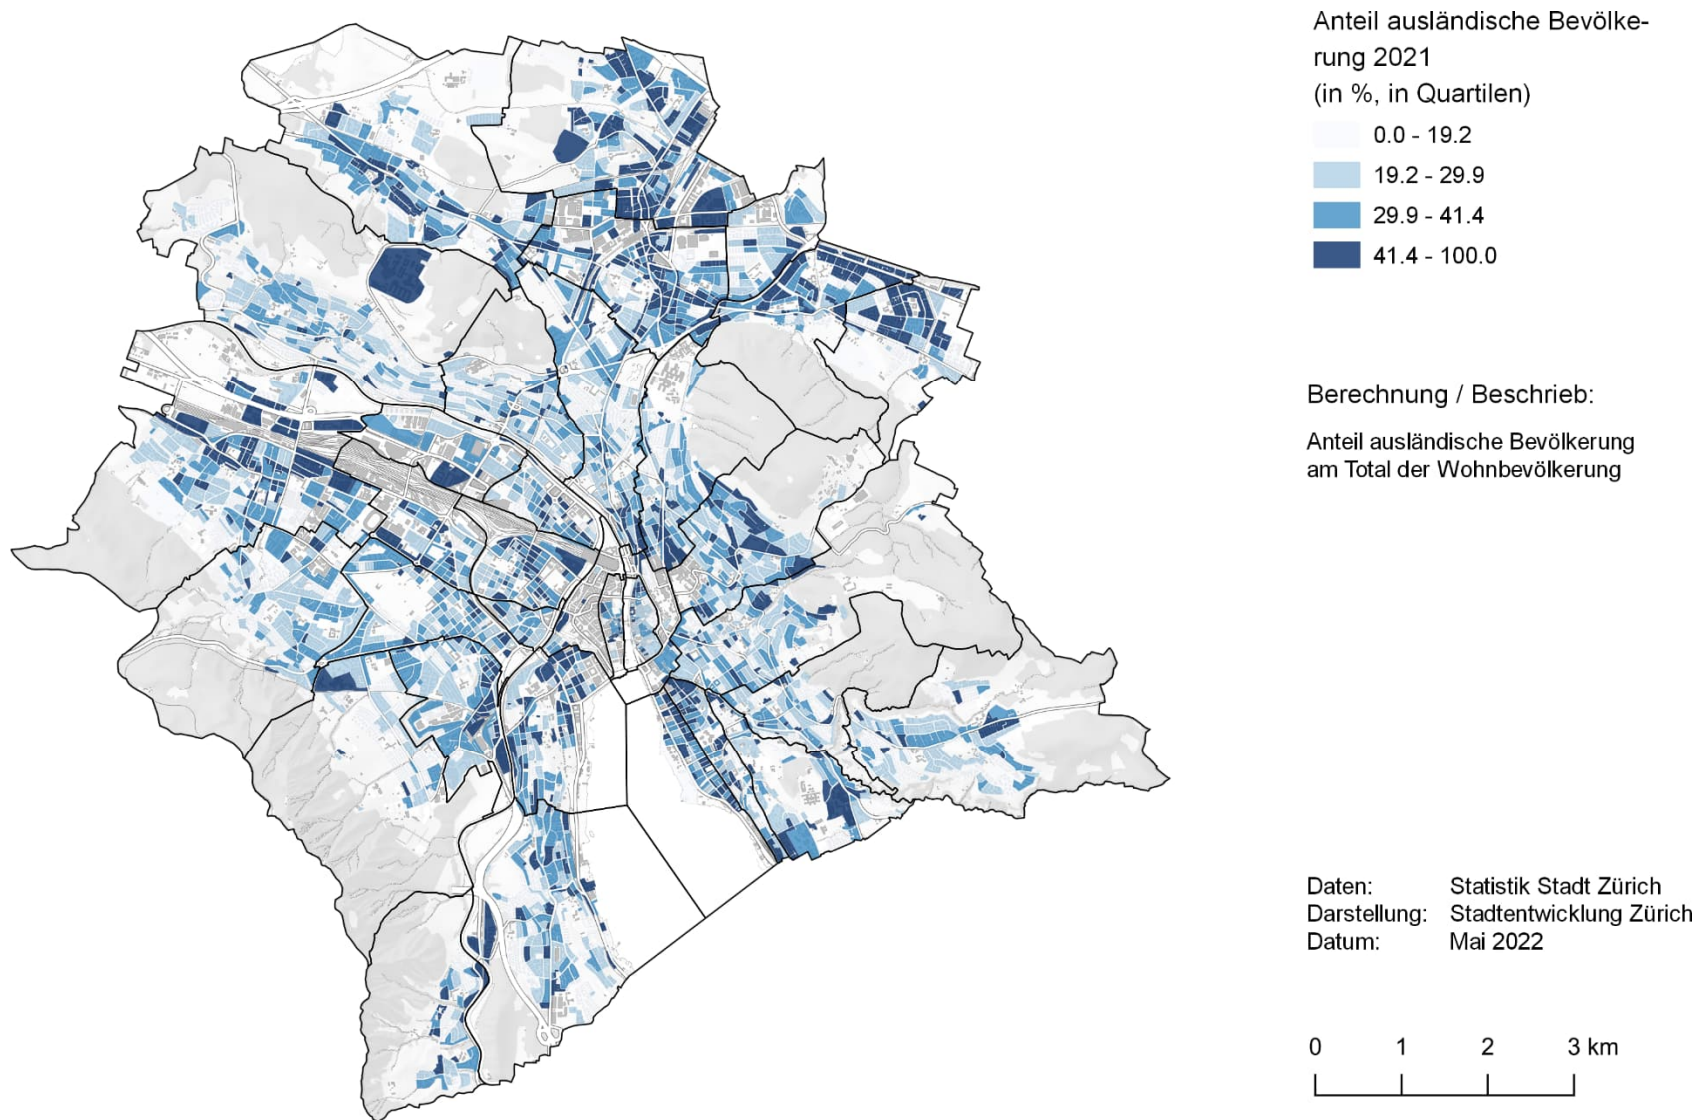 Anteil ausländische Bevölke-
rung 2021
(in %, in Quartilen)
0.0 - 19.2
19.2 - 29.9
29.9 - 41.4
41.4 - 100.0
Berechnung / Beschrieb:
Anteil ausländische Bevölkerung
am Total der Wohnbevölkerung
Daten: Statistik Stadt Zürich
Darstellung: Stadtentwicklung Zürich
Datum: Mai 2022
0 1 2 3 km